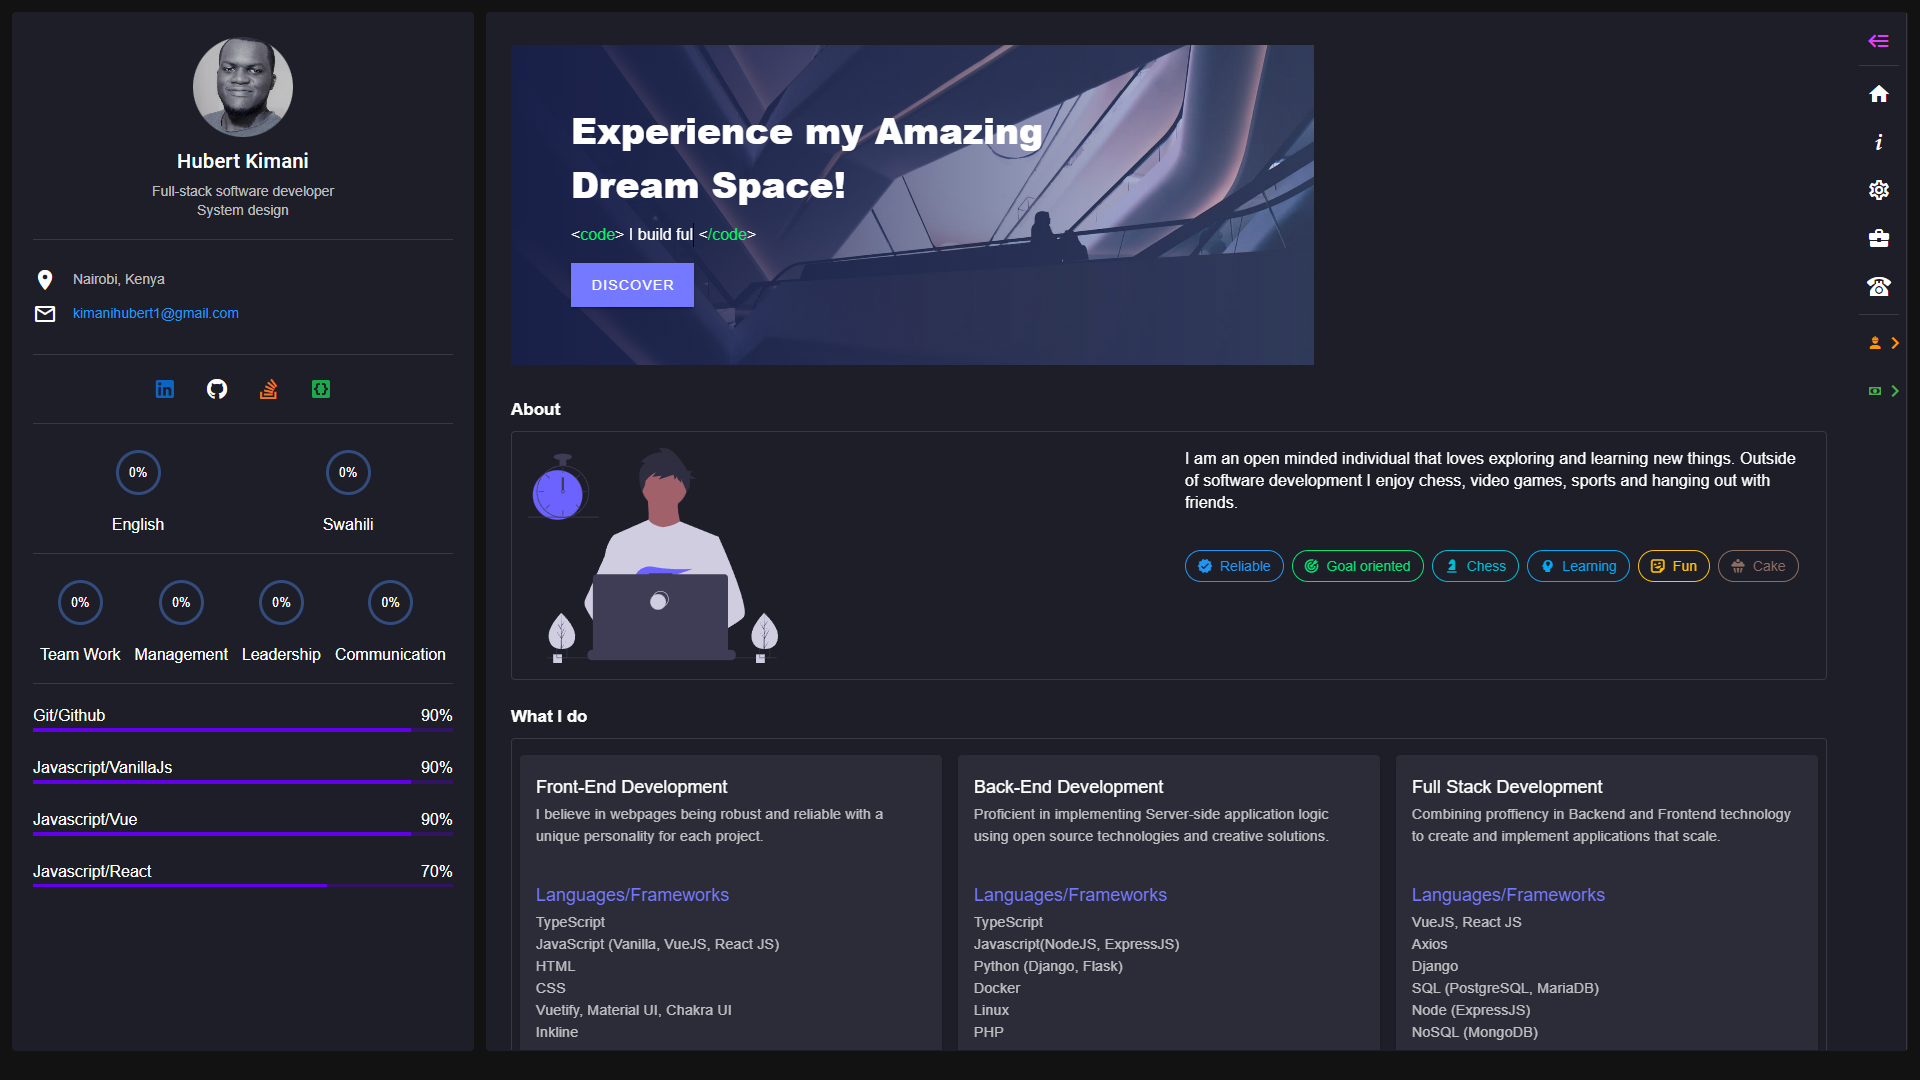 Hubert Kimani
Full-stack software developer
System design
Nairobi, Kenya
kimanihubert1@gmail.com
0%
0%
English
Swahili
0%
0%
0%
0%
Team Work
Management
Leadership
Communication
Git/Github
90%
Javascript/VanillaJs
90%
Javascript/Vue
90%
Javascript/React
70%
Experience my Amazing
Dream Space!
<code> I build ful </code>
DISCOVER
About
I am an open minded individual that loves exploring and learning new things. Outside
of software development I enjoy chess, video games, sports and hanging out with
friends.
Reliable
Goal oriented
Chess
Learning
Fun
Cake
What I do
Front-End Development
I believe in webpages being robust and reliable with a
unique personality for each project.
Languages/Frameworks
TypeScript
JavaScript (Vanilla, VueJS, React JS)
HTML
CSS
Vuetify, Material UI, Chakra UI
Inkline
Back-End Development
Proficient in implementing Server-side application logic
using open source technologies and creative solutions.
Languages/Frameworks
TypeScript
Javascript(NodeJS, ExpressJS)
Python (Django, Flask)
Docker
Linux
PHP
Full Stack Development
Combining proffiency in Backend and Frontend technology
to create and implement applications that scale.
Languages/Frameworks
VueJS, React JS
Axios
Django
SQL (PostgreSQL, MariaDB)
Node (ExpressJS)
NoSQL (MongoDB)